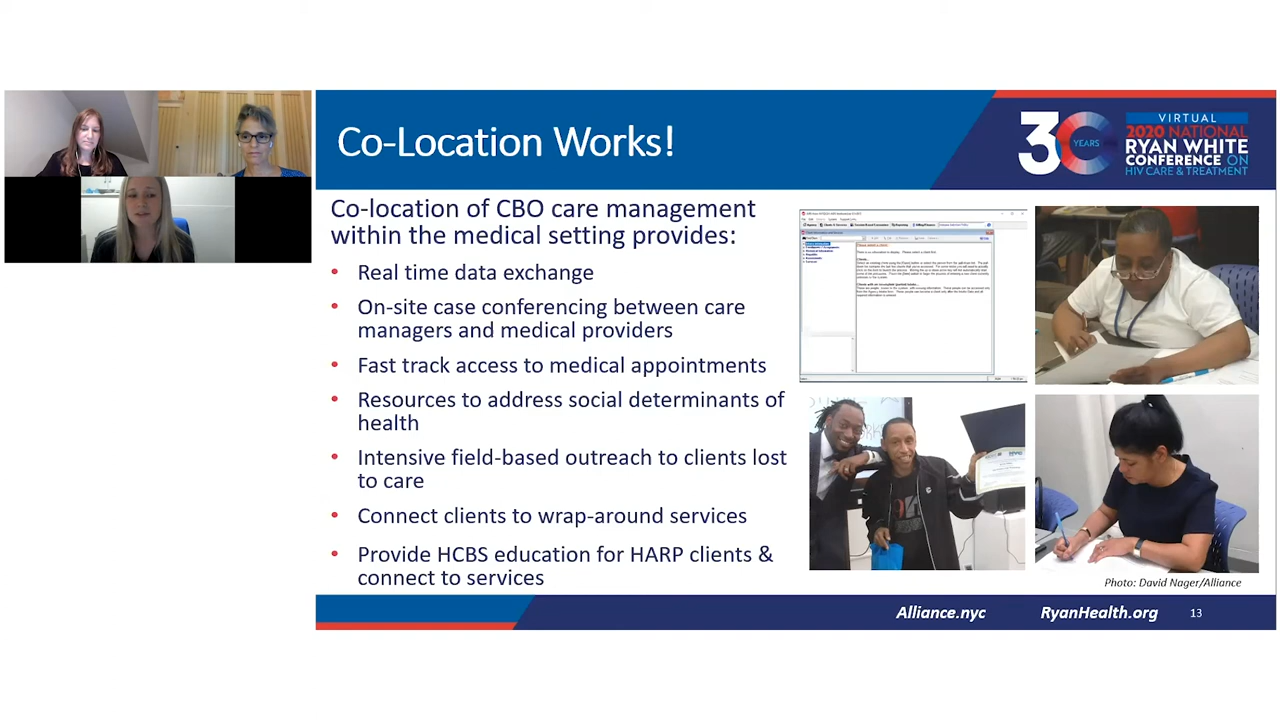 Co-Location Works!
30
YEARS
VIRTUAL
2020 NATIONAL
RYAN WHITE
CONFERENCE ON
HIV CARE & TREATMENT
Co-location of CBO care management
within the medical setting provides:
• Real time data exchange
• On-site case conferencing between care
managers and medical providers
• Fast track access to medical appointments
• Resources to address social determinants of
health
• Intensive field-based outreach to clients lost
to care
• Connect clients to wrap-around services
• Provide HCBS education for HARP clients &
connect to services
Photo: David Nager/Alliance
Alliance.nyc
RyanHealth.org
13